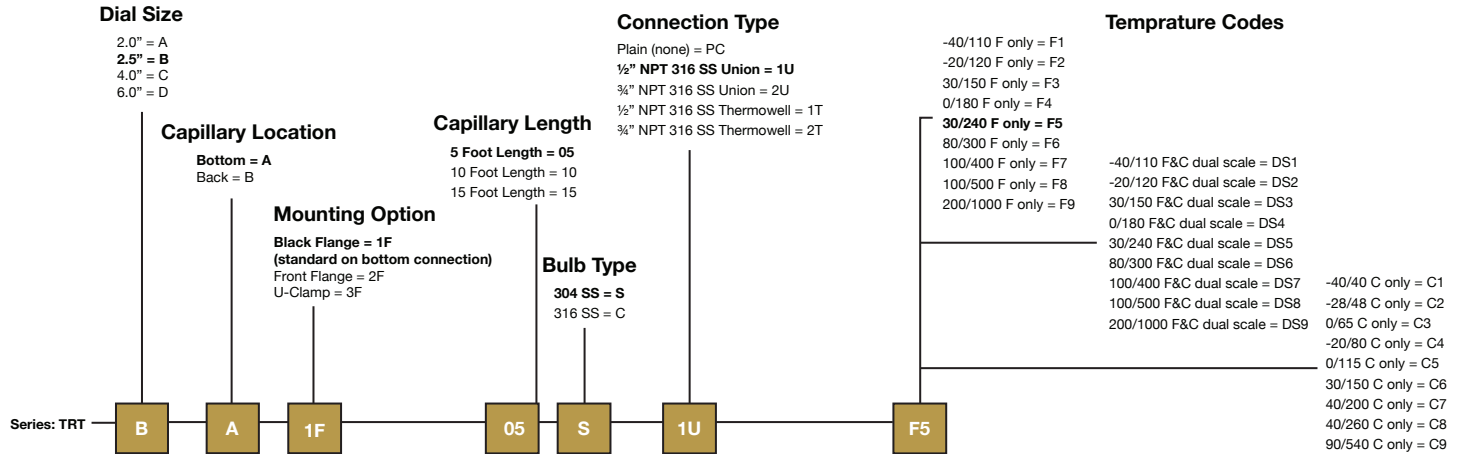 Dial Size
2.0" = A
2.5" = B
4.0" = C
6.0" = D
Capillary Location
Bottom = A
Back = B
Mounting Option
Black Flange = 1F
(standard on bottom connection)
Front Flange = 2F
U-Clamp = 3F
Capillary Length
5 Foot Length = 05
10 Foot Length = 10
15 Foot Length = 15
Bulb Type
304 SS = S
316 SS = C
Connection Type
Plain (none) = PC
½" NPT 316 SS Union = 1U
¾" NPT 316 SS Union = 2U
½" NPT 316 SS Thermowell = 1T
¾" NPT 316 SS Thermowell = 2T
Temprature Codes
-40/110 F only = F1
-20/120 F only = F2
30/150 F only = F3
0/180 F only = F4
30/240 F only = F5
80/300 F only = F6
100/400 F only = F7
100/500 F only = F8
200/1000 F only = F9
-40/110 F&C dual scale = DS1
-20/120 F&C dual scale = DS2
30/150 F&C dual scale = DS3
0/180 F&C dual scale = DS4
30/240 F&C dual scale = DS5
80/300 F&C dual scale = DS6
100/400 F&C dual scale = DS7
100/500 F&C dual scale = DS8
200/1000 F&C dual scale = DS9
-40/40 C only = C1
-28/48 C only = C2
0/65 C only = C3
-20/80 C only = C4
0/115 C only = C5
30/150 C only = C6
40/200 C only = C7
40/260 C only = C8
90/540 C only = C9
Series: TRT B A 1F 05 S 1U F5